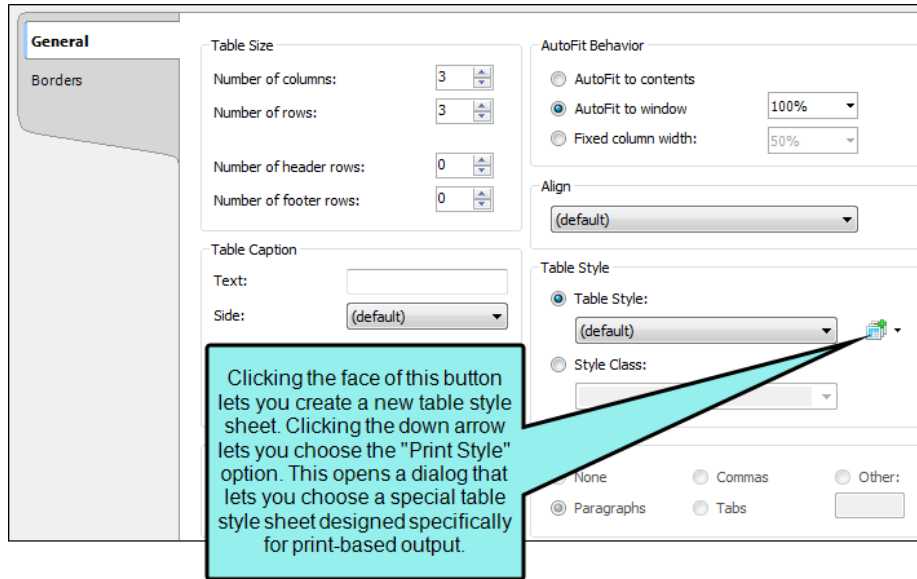 General
Borders
Table Size
Number of columns: 3
Number of rows: 3
Number of header rows: 0
Number of footer rows: 0
Table Caption
Text:
Side: (default)
AutoFit Behavior
AutoFit to contents
AutoFit to window 100%
Fixed column width: 50%
Align
(default)
Table Style
Table Style:
(default)
Style Class:
None Commas Other:
Paragraphs Tabs
Clicking the face of this button
lets you create a new table style
sheet. Clicking the down arrow
lets you choose the "Print Style"
option. This opens a dialog that
lets you choose a special table
style sheet designed specifically
for print-based output.